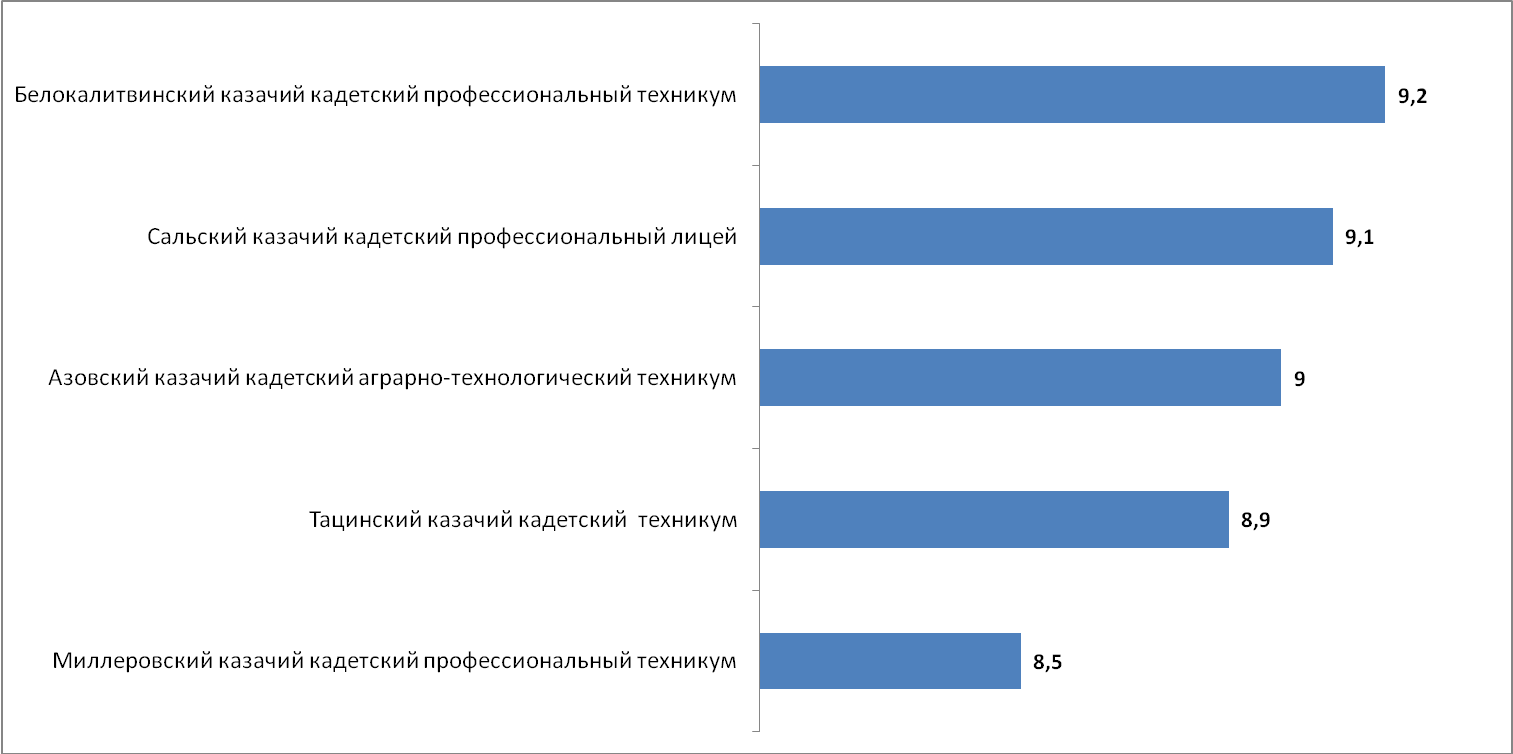 Белокалитвинский казачий кадетский профессиональный техникум 9,2
Сальский казачий кадетский профессиональный лицей 9,1
Азовский казачий кадетский аграрно-технологический техникум 9
Тацинский казачий кадетский  техникум 8,9
Миллеровский казачий кадетский профессиональный техникум 8,5